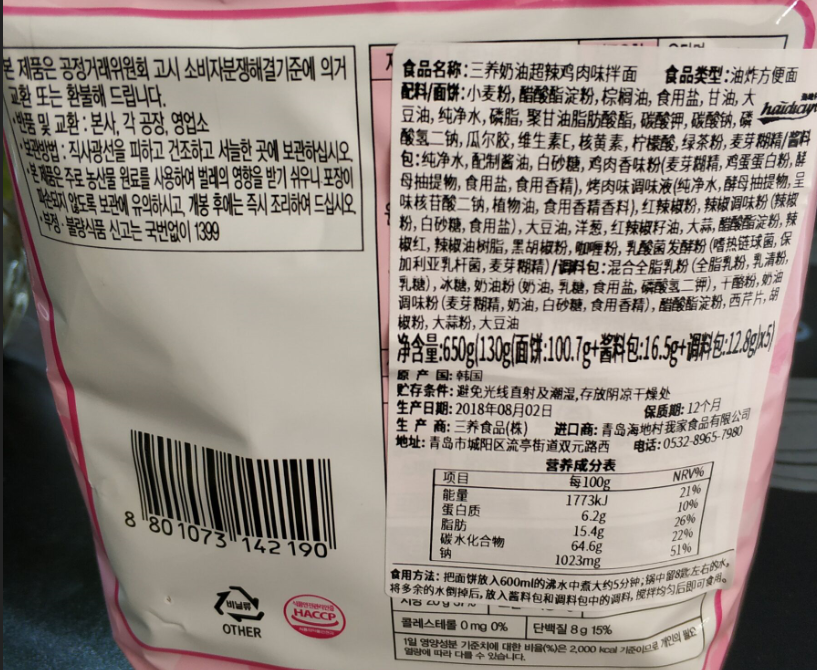 본 제품은 공정거래위원회 고시 소비자분쟁해결기준에 의거
교환 또는 환불해 드립니다.
·반품 및 교환 : 본사, 각 공장, 영업소
·보관방법 : 직사광선을 피하고 건조하고 서늘한 곳에 보관하십시오.
·본 제품은 주로 농산물 원료를 사용하여 벌레의 영향을 받기 쉬우니 포장이
파손되지 않도록 보관에 유의하시고, 개봉 후에는 즉시 조리하여 드십시오.
·부정·불량식품 신고는 국번없이 1399
8 801073 142190
비닐류
OTHER
HACCP
食品名称:三养奶油超辣鸡肉味拌面 食品类型:油炸方便面
配料/面饼:小麦粉,醋酸酯淀粉,棕榈油,食用盐,甘油,大
haidicun
豆油,纯净水,磷脂,聚甘油脂肪酸酯,碳酸钾,碳酸钠,磷
酸氢二钠,瓜尔胶,维生素E,核黄素,柠檬酸,绿茶粉,麦芽糊精/酱料
包:纯净水,配制酱油,白砂糖,鸡肉香味粉(麦芽糊精,鸡蛋蛋白粉,酵
母抽提物,食用盐,食用香精),烤肉味调味液(纯净水,酵母抽提物,呈
味核苷酸二钠,植物油,食用香精香料),红辣椒粉,辣椒调味粉(辣椒
粉,白砂糖,食用盐),大豆油,洋葱,红辣椒籽油,大蒜,醋酸酯淀粉,辣
椒红,辣椒油树脂,黑胡椒粉,咖喱粉,乳酸菌发酵粉(嗜热链球菌,保
加利亚乳杆菌,麦芽糊精)/调料包:混合全脂乳粉(全脂乳粉,乳清粉,
乳糖),冰糖,奶油粉(奶油,乳糖,食用盐,磷酸氢二钾),干酪粉,奶油
调味粉(麦芽糊精,奶油,白砂糖,食用香精),醋酸酯淀粉,西芹片,胡
椒粉,大蒜粉,大豆油
净含量:650g(130g(面饼:100.7g+酱料包:16.5g+调料包:12.8g)x5)
原 产 国:韩国
贮存条件:避免光线直射及潮湿,存放阴凉干燥处
生产日期:2018年08月02日 保质期:12个月
生 产 商:三养食品(株) 进口商:青岛海地村我家食品有限公司
地址:青岛市城阳区流亭街道双元路西 电话:0532-8965-7980
营养成分表
项目 每100g NRV%
能量 1773kJ 21%
蛋白质 6.2g 10%
脂肪 15.4g 26%
碳水化合物 64.6g 22%
钠 1023mg 51%
食用方法:把面饼放入600ml的沸水中煮大约5分钟;锅中留8匙左右的水,
将多余的水倒掉后,放入酱料包和调料包中的调料,搅拌均匀后即可食用。
콜레스테롤 0 mg 0% 단백질 8 g 15%
1일 영양성분 기준치에 대한 비율(%)은 2,000 kcal 기준이므로 개인의 필요
열량에 따라 다를 수 있습니다.